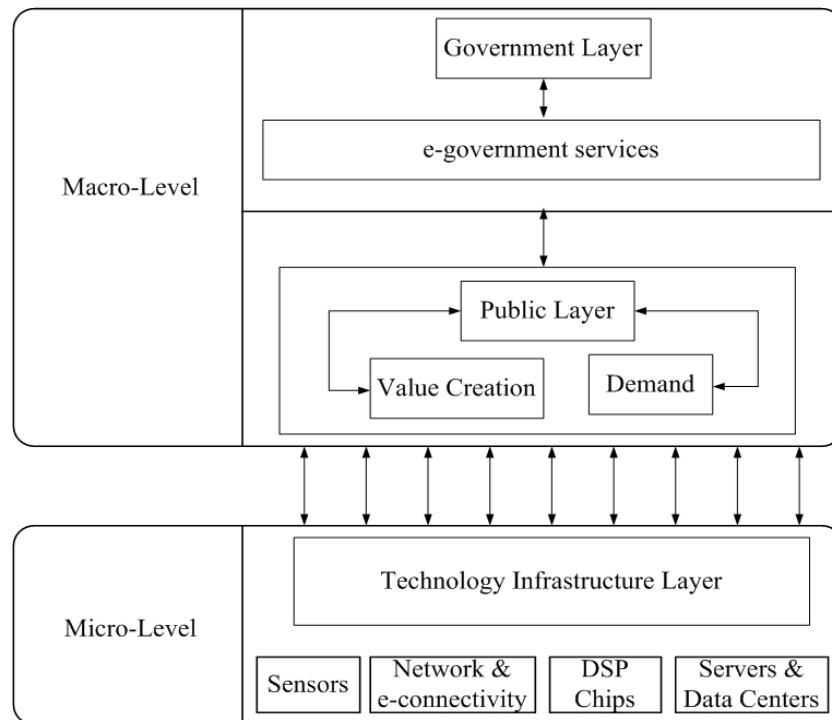 Government Layer
e-government services
Macro-Level
Public Layer
Value Creation
Demand
Technology Infrastructure Layer
Micro-Level
Sensors
Network &
e-connectivity
DSP
Chips
Servers &
Data Centers